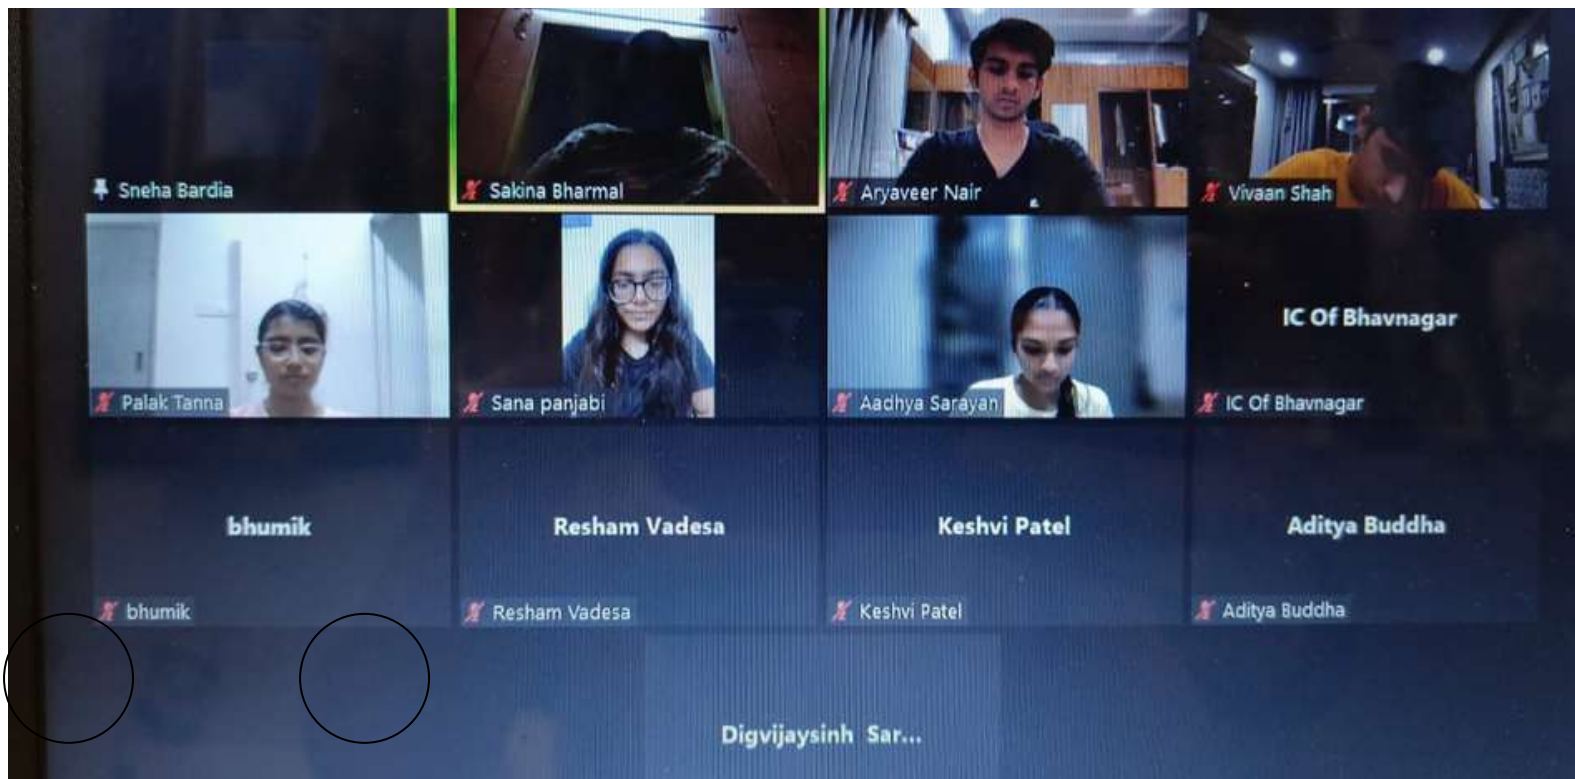 Sneha Bardia
Sakina Bharmal
Aryaveer Nair
Vivaan Shah
Palak Tanna
Sana panjabi
Aadhya Sarayan
IC Of Bhavnagar
IC Of Bhavnagar
bhumik
Resham Vadesa
Keshvi Patel
Aditya Buddha
bhumik
Resham Vadesa
Keshvi Patel
Aditya Buddha
Digvijaysinh Sar...